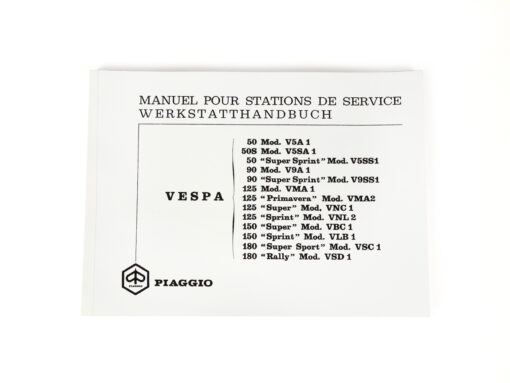 MANUEL POUR STATIONS DE SERVICE
WERKSTATTHANDBUCH
VESPA
50 Mod. V5A 1
50S Mod. V5SA 1
50 "Super Sprint" Mod. V5SS1
90 Mod. V9A 1
90 "Super Sprint" Mod. V9SS1
125 Mod. VMA 1
125 "Primavera" Mod. VMA2
125 "Super" Mod. VNC 1
125 "Sprint" Mod. VNL 2
150 "Super" Mod. VBC 1
150 "Sprint" Mod. VLB 1
180 "Super Sport" Mod. VSC 1
180 "Rally" Mod. VSD 1
PIAGGIO